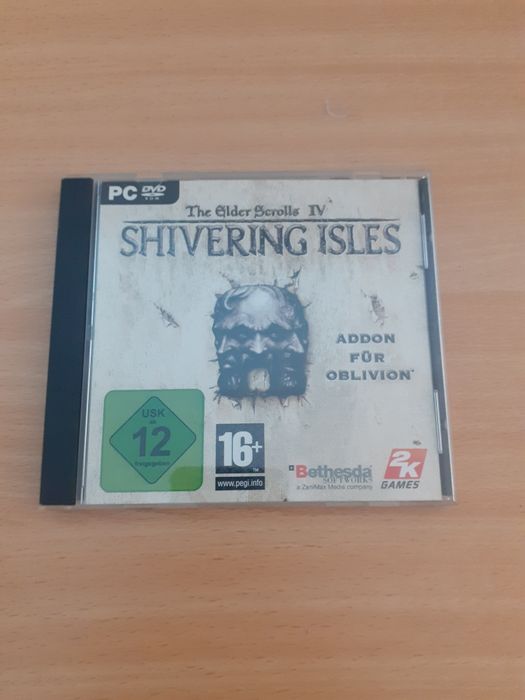 PC DVD
ROM
The Elder Scrolls IV
SHIVERING ISLES
ADDON
FÜR
OBLIVION
USK
ab
12
freigegeben
16+
™
www.pegi.info
Bethesda
SOFTWORKS
a ZeniMax Media company
2K
GAMES